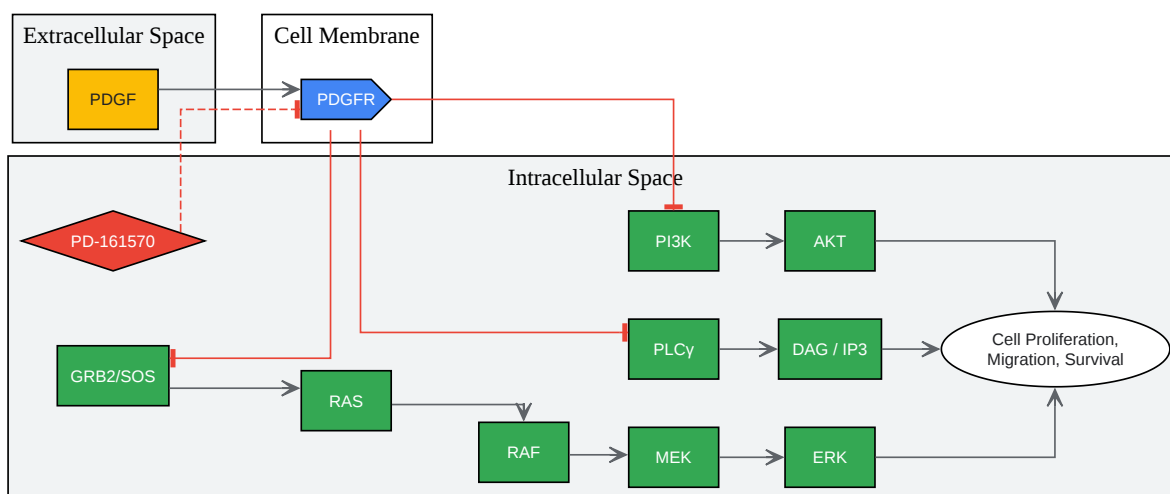 Extracellular Space
Cell Membrane
PDGF
PDGFR
Intracellular Space
PD-161570
PI3K
AKT
GRB2/SOS
RAS
PLCγ
DAG / IP3
Cell Proliferation,
Migration, Survival
RAF
MEK
ERK